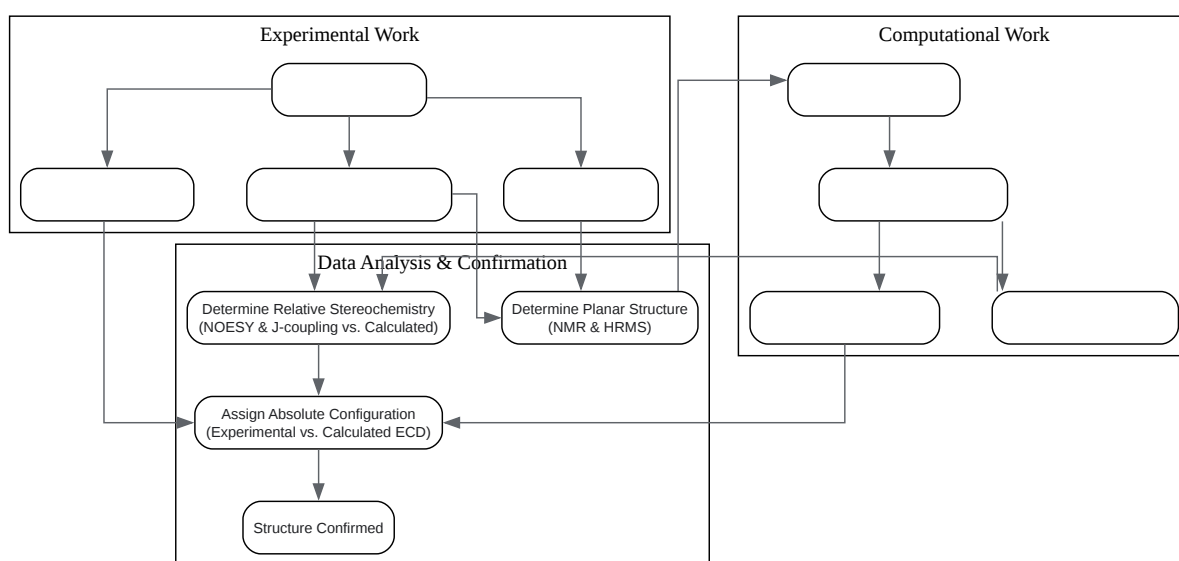 Experimental Work
Computational Work
Data Analysis & Confirmation
Determine Relative Stereochemistry
(NOESY & J-coupling vs. Calculated)
Determine Planar Structure
(NMR & HRMS)
Assign Absolute Configuration
(Experimental vs. Calculated ECD)
Structure Confirmed